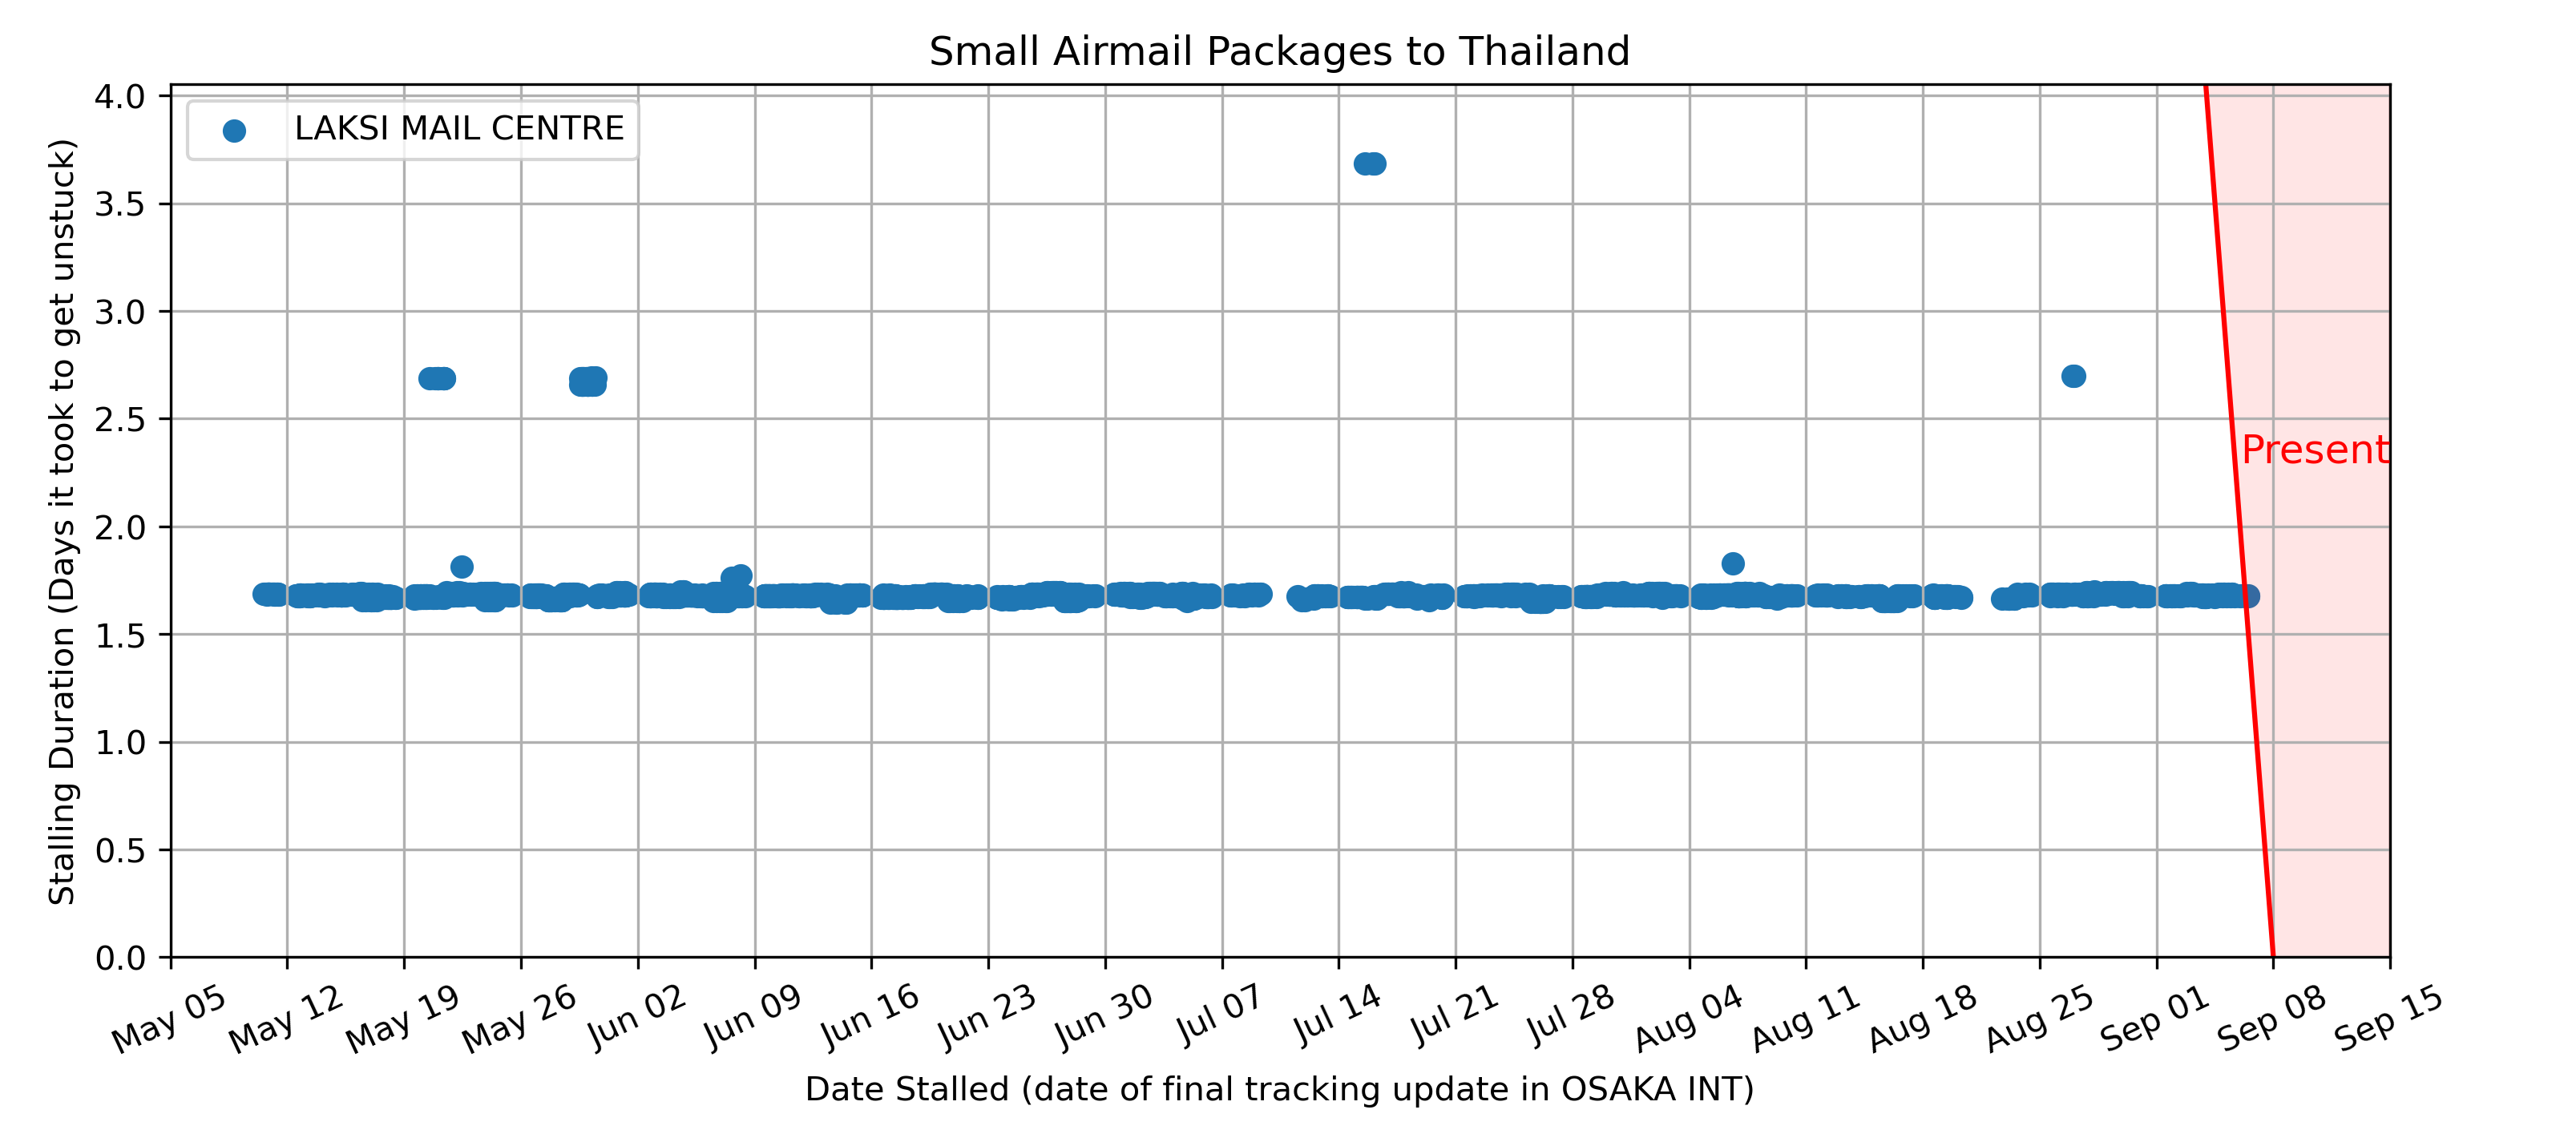 Small Airmail Packages to Thailand
Stalling Duration (Days it took to get unstuck)
4.0
3.5
3.0
2.5
2.0
1.5
1.0
0.5
0.0
LAKSI MAIL CENTRE
Present
May 05
May 12
May 19
May 26
Jun 02
Jun 09
Jun 16
Jun 23
Jun 30
Jul 07
Jul 14
Jul 21
Jul 28
Aug 04
Aug 11
Aug 18
Aug 25
Sep 01
Sep 08
Sep 15
Date Stalled (date of final tracking update in OSAKA INT)